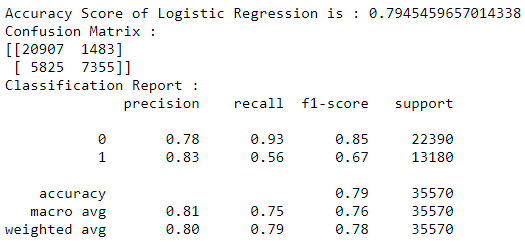 Accuracy Score of Logistic Regression is : 0.7945459657014338
Confusion Matrix :
[[20907  1483]
 [ 5825  7355]]
Classification Report :
              precision    recall  f1-score   support

           0       0.78      0.93      0.85     22390
           1       0.83      0.56      0.67     13180

    accuracy                           0.79     35570
   macro avg       0.81      0.75      0.76     35570
weighted avg       0.80      0.79      0.78     35570